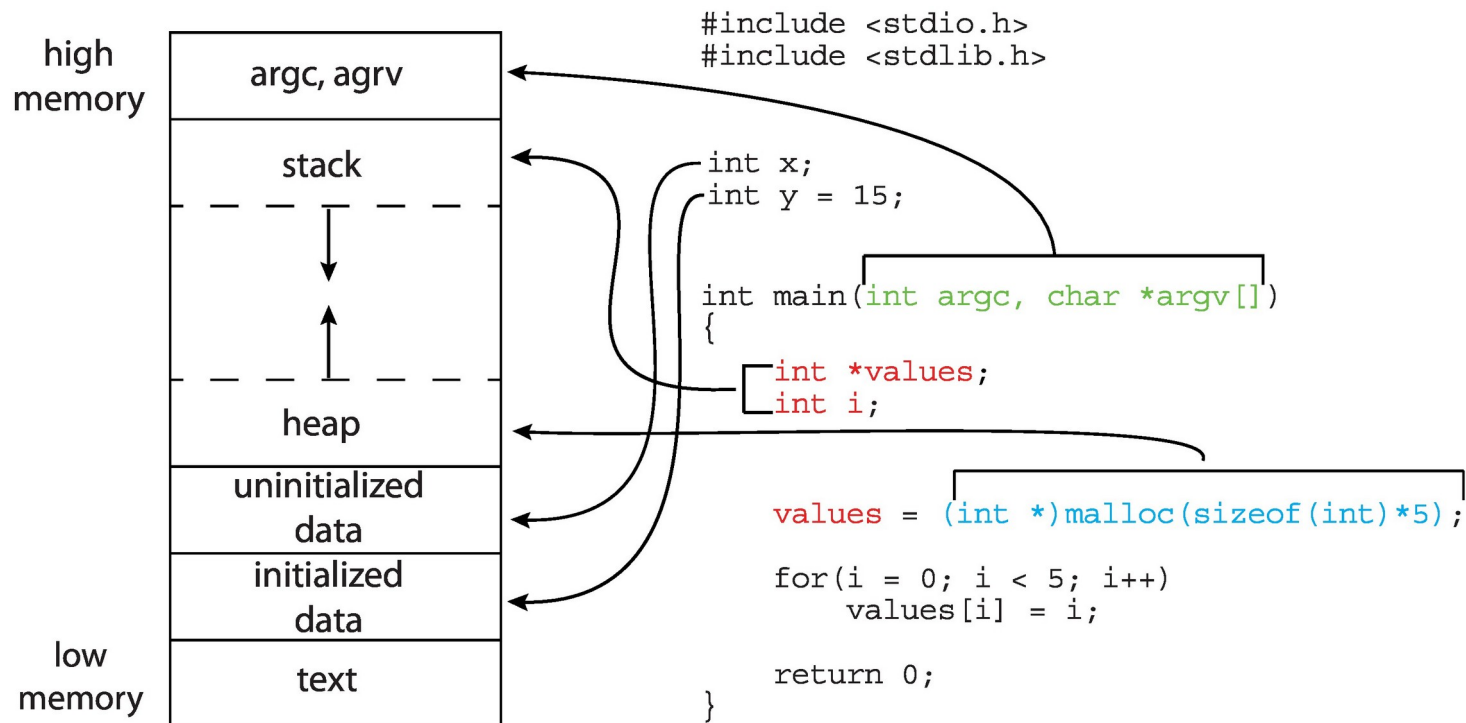 high
memory
argc, agrv
stack
heap
uninitialized
data
initialized
data
low
memory
text
#include <stdio.h>
#include <stdlib.h>
int x;
int y = 15;
int main(int argc, char *argv[])
{
int *values;
int i;
values = (int *)malloc(sizeof(int)*5);
for(i = 0; i < 5; i++)
values[i] = i;
return 0;
}